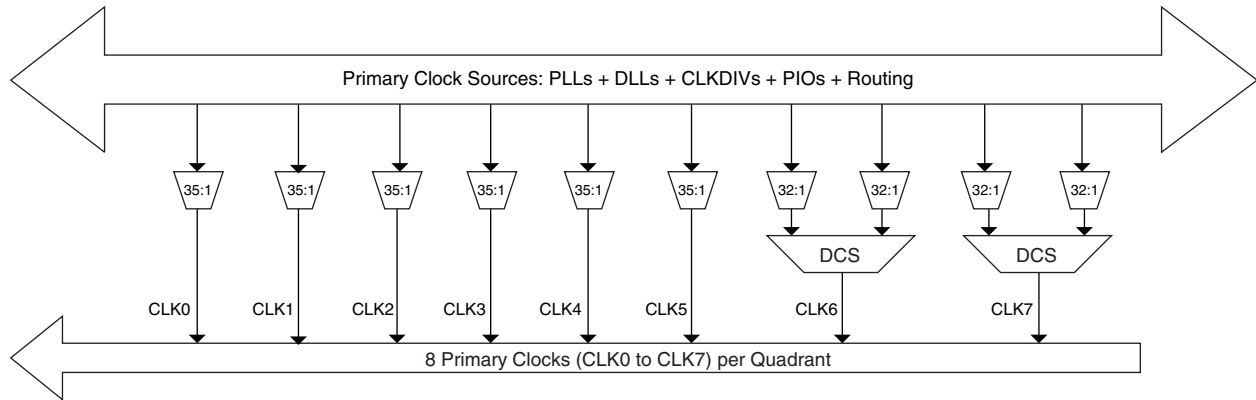 Primary Clock Sources: PLLs + DLLs + CLKDIVs + PIOs + Routing
35:1 35:1 35:1 35:1 35:1 35:1 32:1 32:1 32:1 32:1
DCS DCS
CLK0 CLK1 CLK2 CLK3 CLK4 CLK5 CLK6 CLK7
8 Primary Clocks (CLK0 to CLK7) per Quadrant